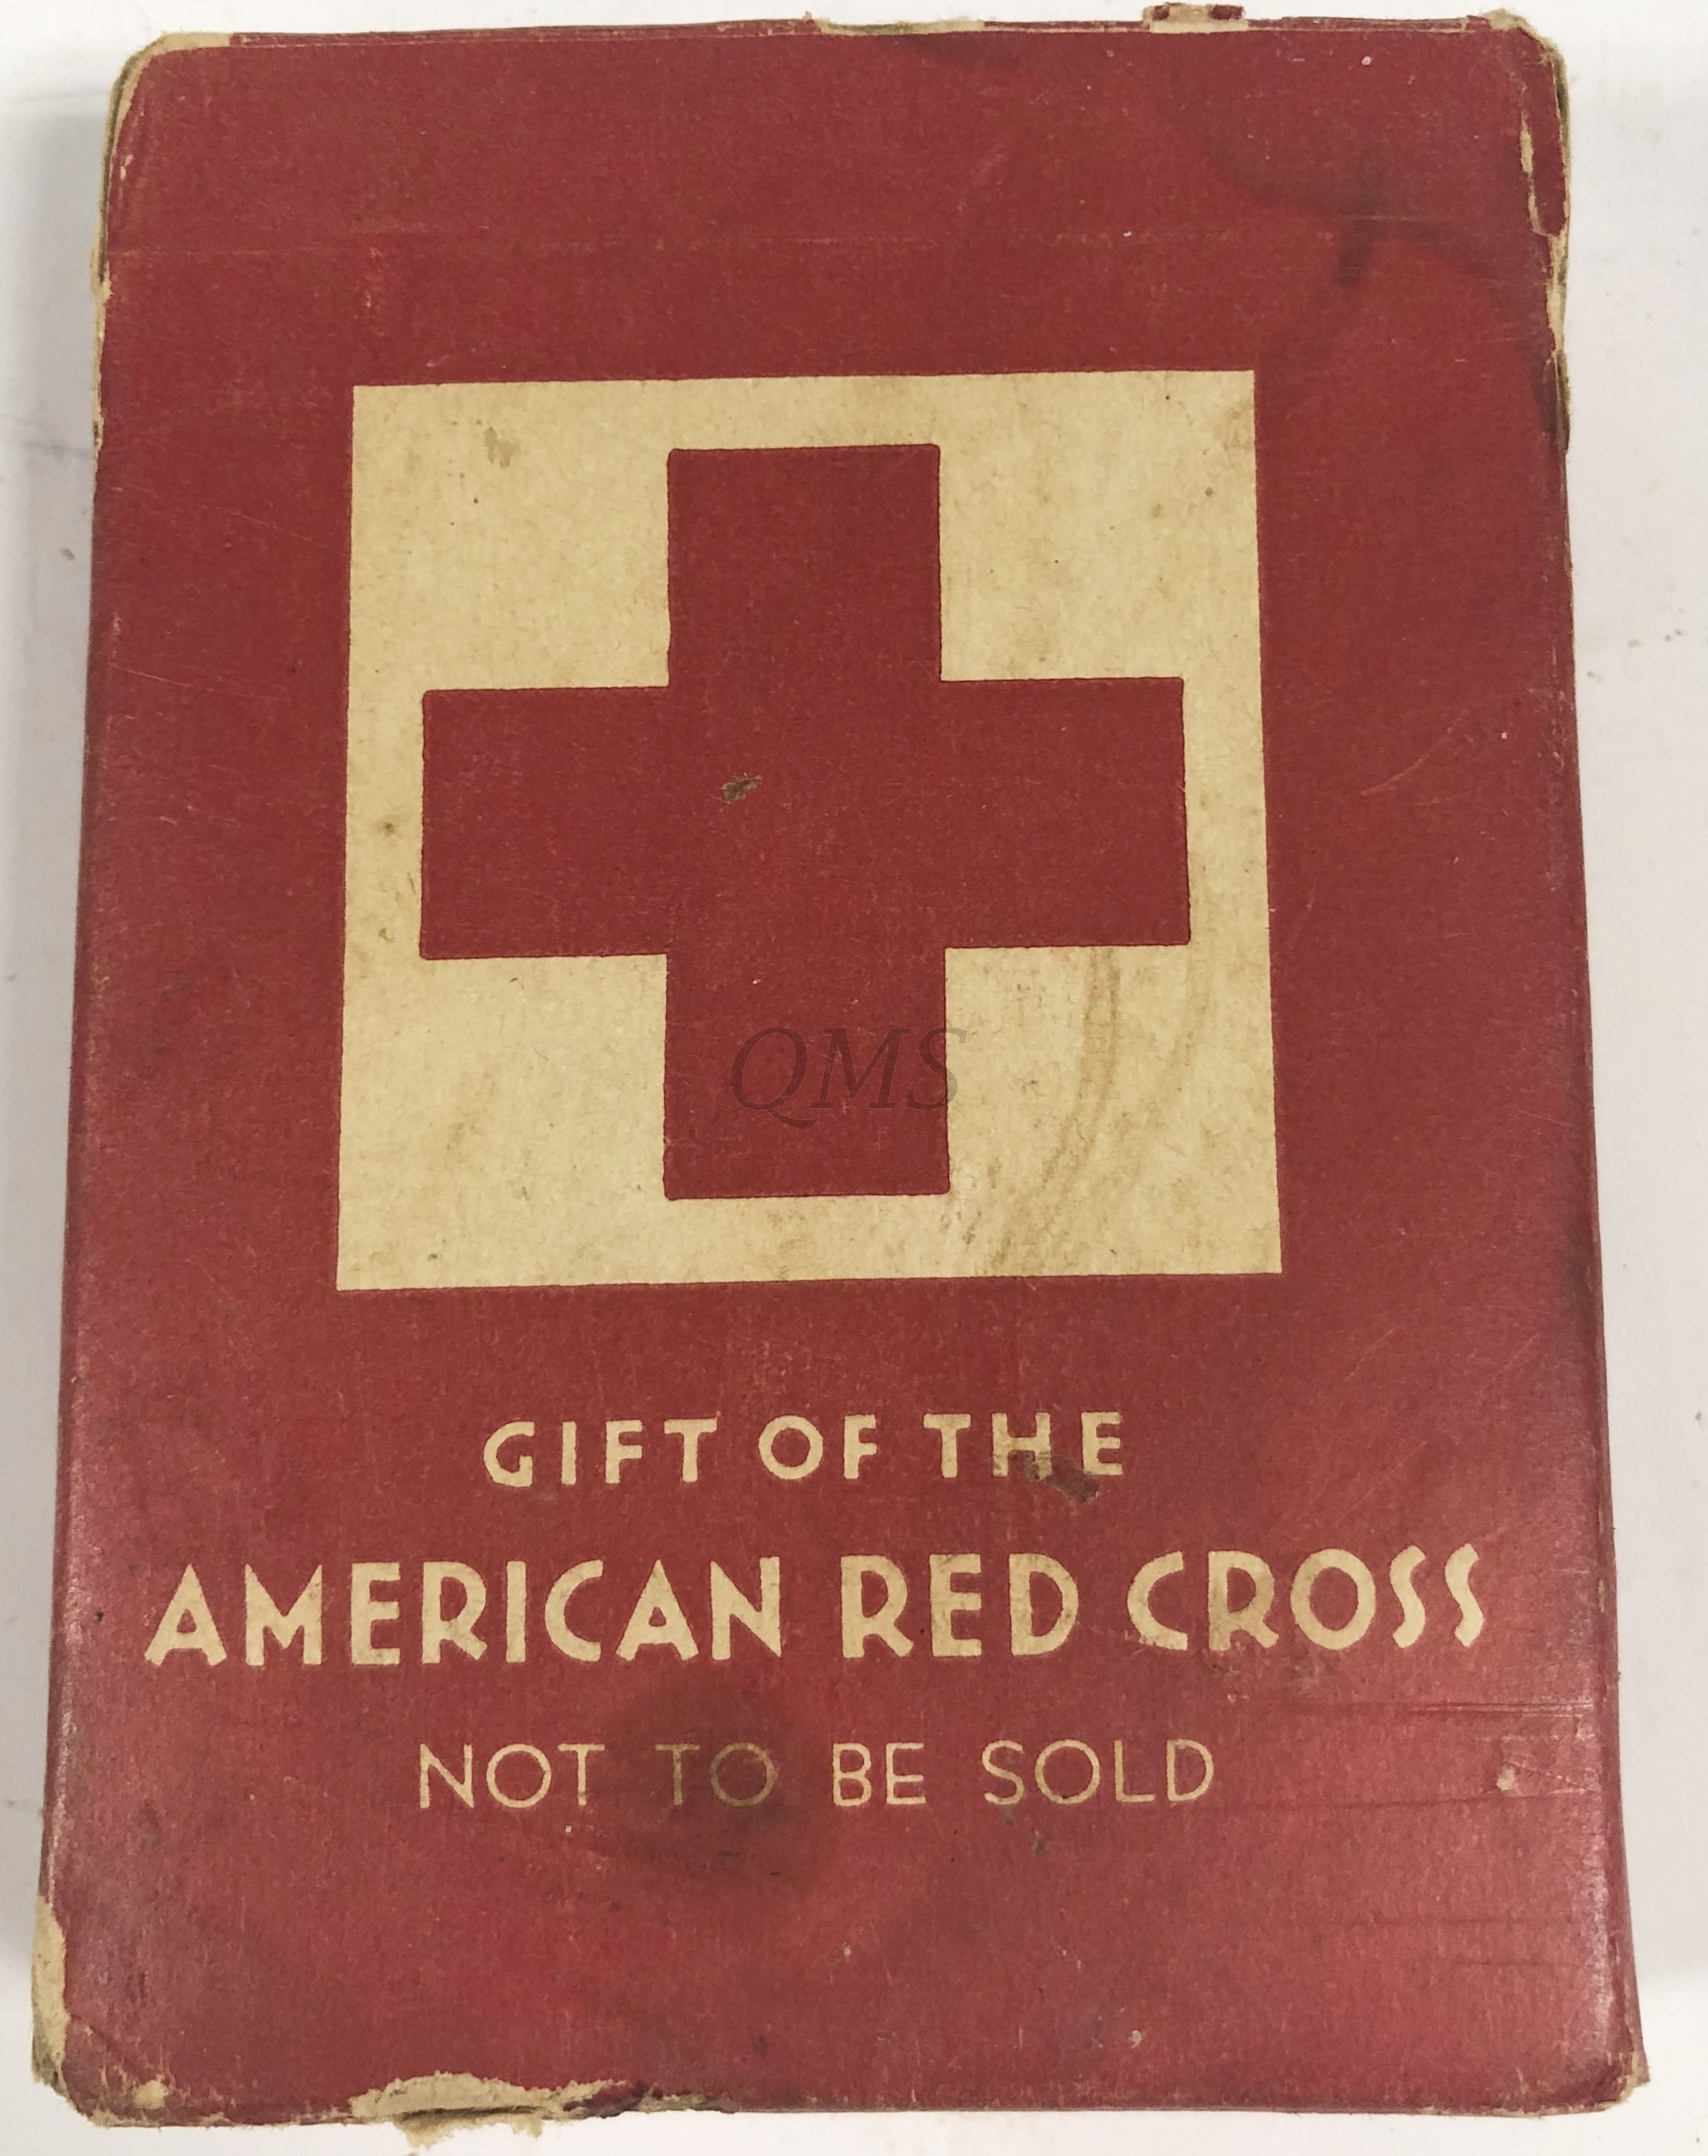 QMS
GIFT OF THE
AMERICAN RED CROSS
NOT TO BE SOLD